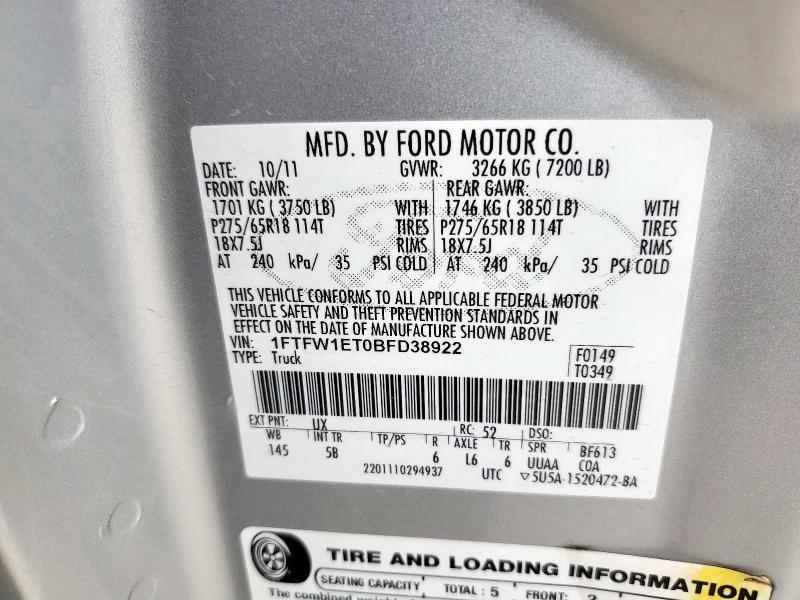 MFD. BY FORD MOTOR CO.
DATE: 10/11 GVWR: 3266 KG ( 7200 LB)
FRONT GAWR: REAR GAWR:
1701 KG ( 3750 LB) WITH 1746 KG ( 3850 LB) WITH
P275/65R18 114T TIRES P275/65R18 114T TIRES
18X7.5J RIMS 18X7.5J RIMS
AT 240 kPa/ 35 PSI COLD AT 240 kPa/ 35 PSI COLD
THIS VEHICLE CONFORMS TO ALL APPLICABLE FEDERAL MOTOR
VEHICLE SAFETY AND THEFT PREVENTION STANDARDS IN
EFFECT ON THE DATE OF MANUFACTURE SHOWN ABOVE.
VIN: 1FTFW1ET0BFD38922
TYPE: Truck
F0149
T0349
EXT PNT: UX RC: 52 DSO:
WB INT TR TP/PS R AXLE TR SPR BF613
145 5B 6 L6 6 UUAA COA
2201110294937 UTC ▽5U5A-1520472-BA
TIRE AND LOADING INFORMATION
SEATING CAPACITY TOTAL : 5 FRONT:
The combined